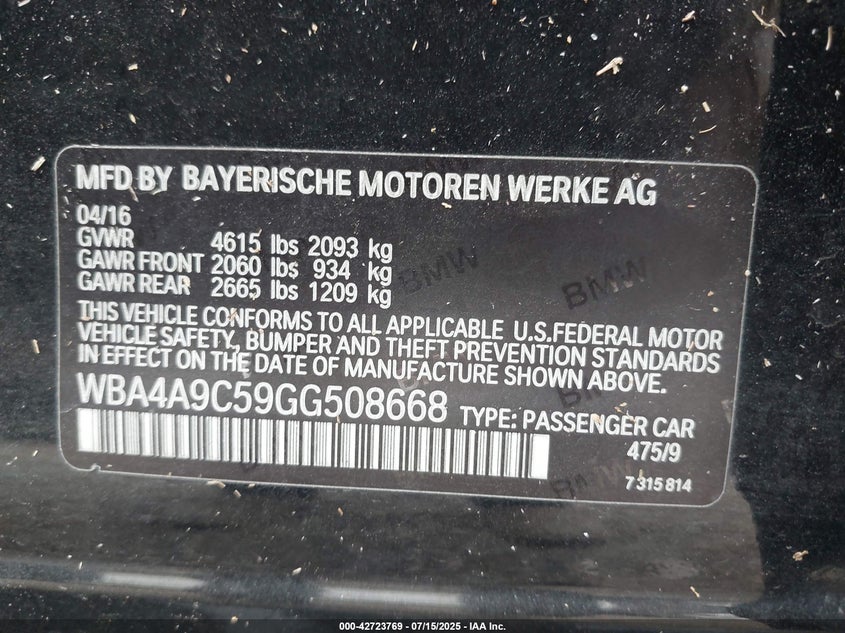 MFD BY BAYERISCHE MOTOREN WERKE AG
04/16
GVWR 4615 lbs 2093 kg
GAWR FRONT 2060 lbs 934 kg
GAWR REAR 2665 lbs 1209 kg
THIS VEHICLE CONFORMS TO ALL APPLICABLE U.S.FEDERAL MOTOR
VEHICLE SAFETY, BUMPER AND THEFT PREVENTION STANDARDS
IN EFFECT ON THE DATE OF MANUFACTURE SHOWN ABOVE.
WBA4A9C59GG508668 TYPE: PASSENGER CAR
475/9
7 315 814
BMW
BMW
000-42723769 - 07/15/2025 - IAA Inc.